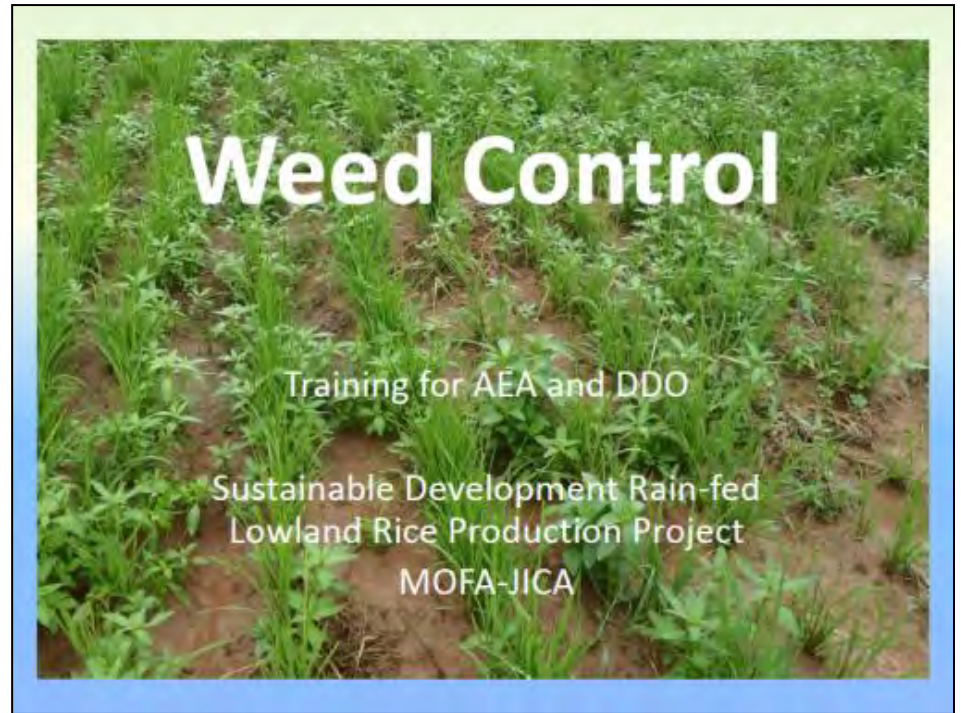 Weed Control
Training for AEA and DDO
Sustainable Development Rain-fed
Lowland Rice Production Project
MOFA-JICA